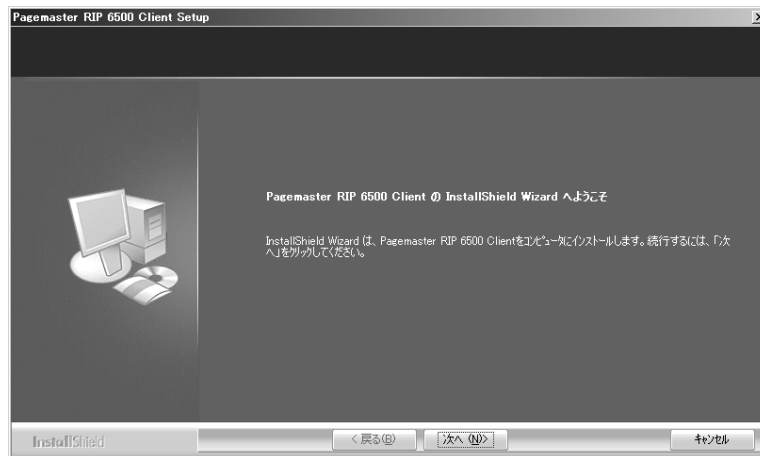 Pagemaster RIP 6500 Client Setup
Pagemaster RIP 6500 Client の InstallShield Wizard へようこそ
InstallShield Wizard は、Pagemaster RIP 6500 Clientをコンピュータにインストールします。続行するには、「次
へ」をクリックしてください。
InstallShield
< 戻る(B)
次へ (N)>
キャンセル